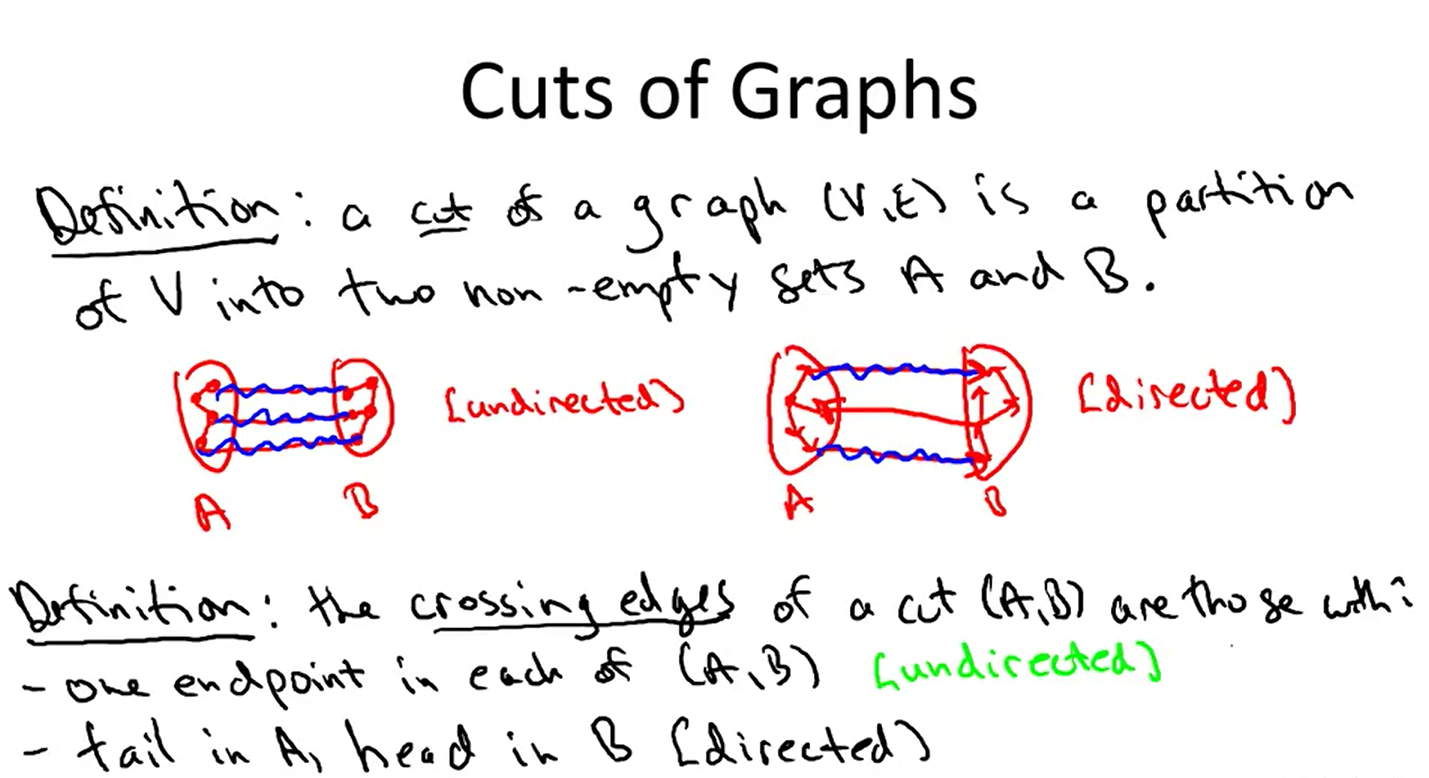 Cuts of Graphs
Definition: a cut of a graph (V,E) is a partition
of V into two non-empty sets A and B.
[undirected] [directed]
A B A B
Definition: the crossing edges of a cut (A,B) are those with:
- one endpoint in each of (A,B) [undirected]
- tail in A, head in B [directed]